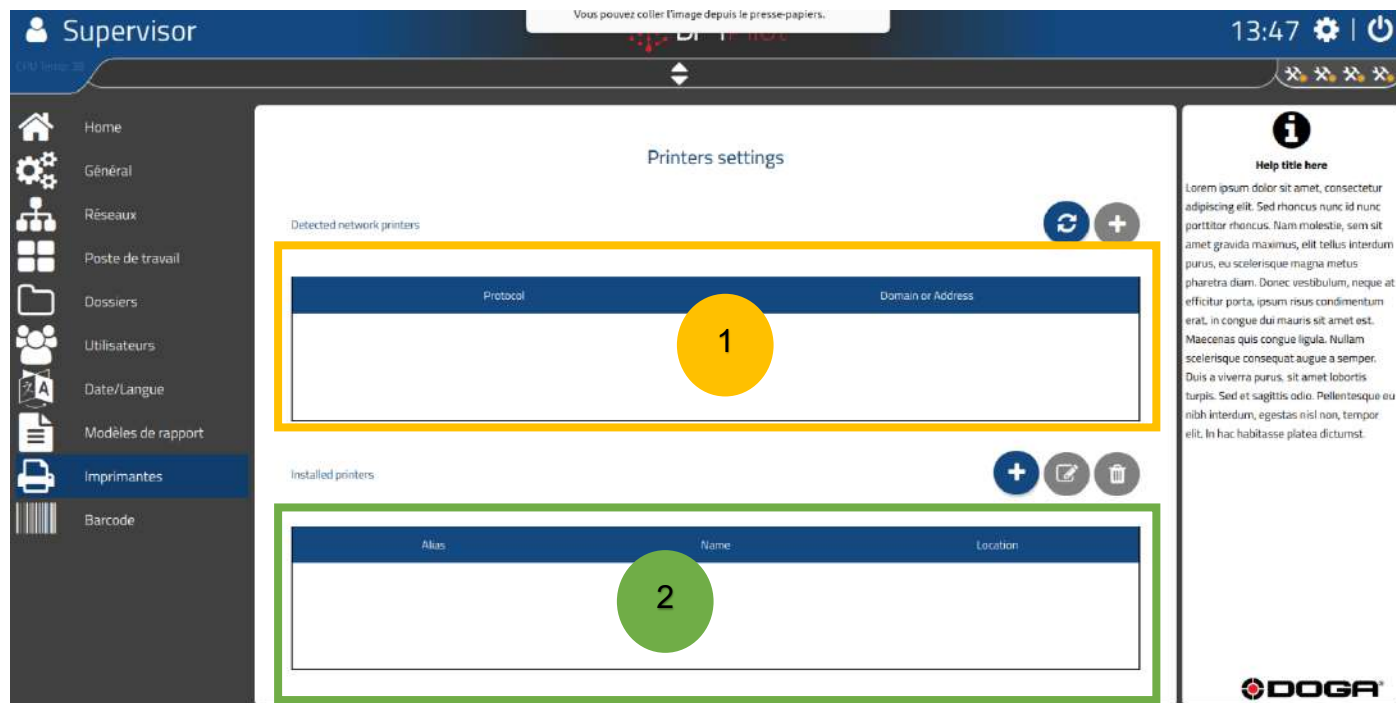 Supervisor
Vous pouvez coller l'image depuis le presse-papiers.
13:47
Home
Général
Réseaux
Poste de travail
Dossiers
Utilisateurs
Date/Langue
Modèles de rapport
Imprimantes
Barcode
Printers settings
Detected network printers
Protocol
Domain or Address
1
Installed printers
Alias
Name
Location
2
Help title here
Lorem ipsum dolor sit amet, consectetur
adipiscing elit. Sed rhoncus nunc id nunc
porttitor rhoncus. Nam molestie, sem sit
amet gravida maximus, elit tellus interdum
purus, eu scelerisque magna metus
pharetra diam. Donec vestibulum, neque at
efficitur porta, ipsum risus condimentum
erat, in congue dui mauris sit amet est.
Maecenas quis congue ligula. Nullam
scelerisque consequat augue a semper.
Duis a viverra purus, sit amet lobortis
turpis. Sed et sagittis odio. Pellentesque eu
nibh interdum, egestas nisl non, tempor
elit. In hac habitasse platea dictumst.
DOGA